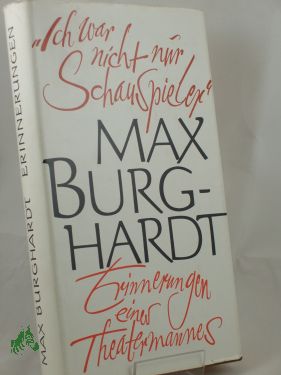 „Ich war
nicht nur
Schauspieler“
MAX
BURG-
HARDT
Erinnerungen
eines
Theatermannes
MAX BURGHARDT ERINNERUNGEN